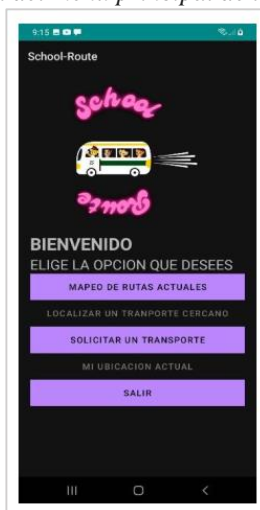 9:15
School-Route
School
Route
BIENVENIDO
ELIGE LA OPCION QUE DESEES
MAPEO DE RUTAS ACTUALES
LOCALIZAR UN TRANPORTE CERCANO
SOLICITAR UN TRANSPORTE
MI UBICACION ACTUAL
SALIR